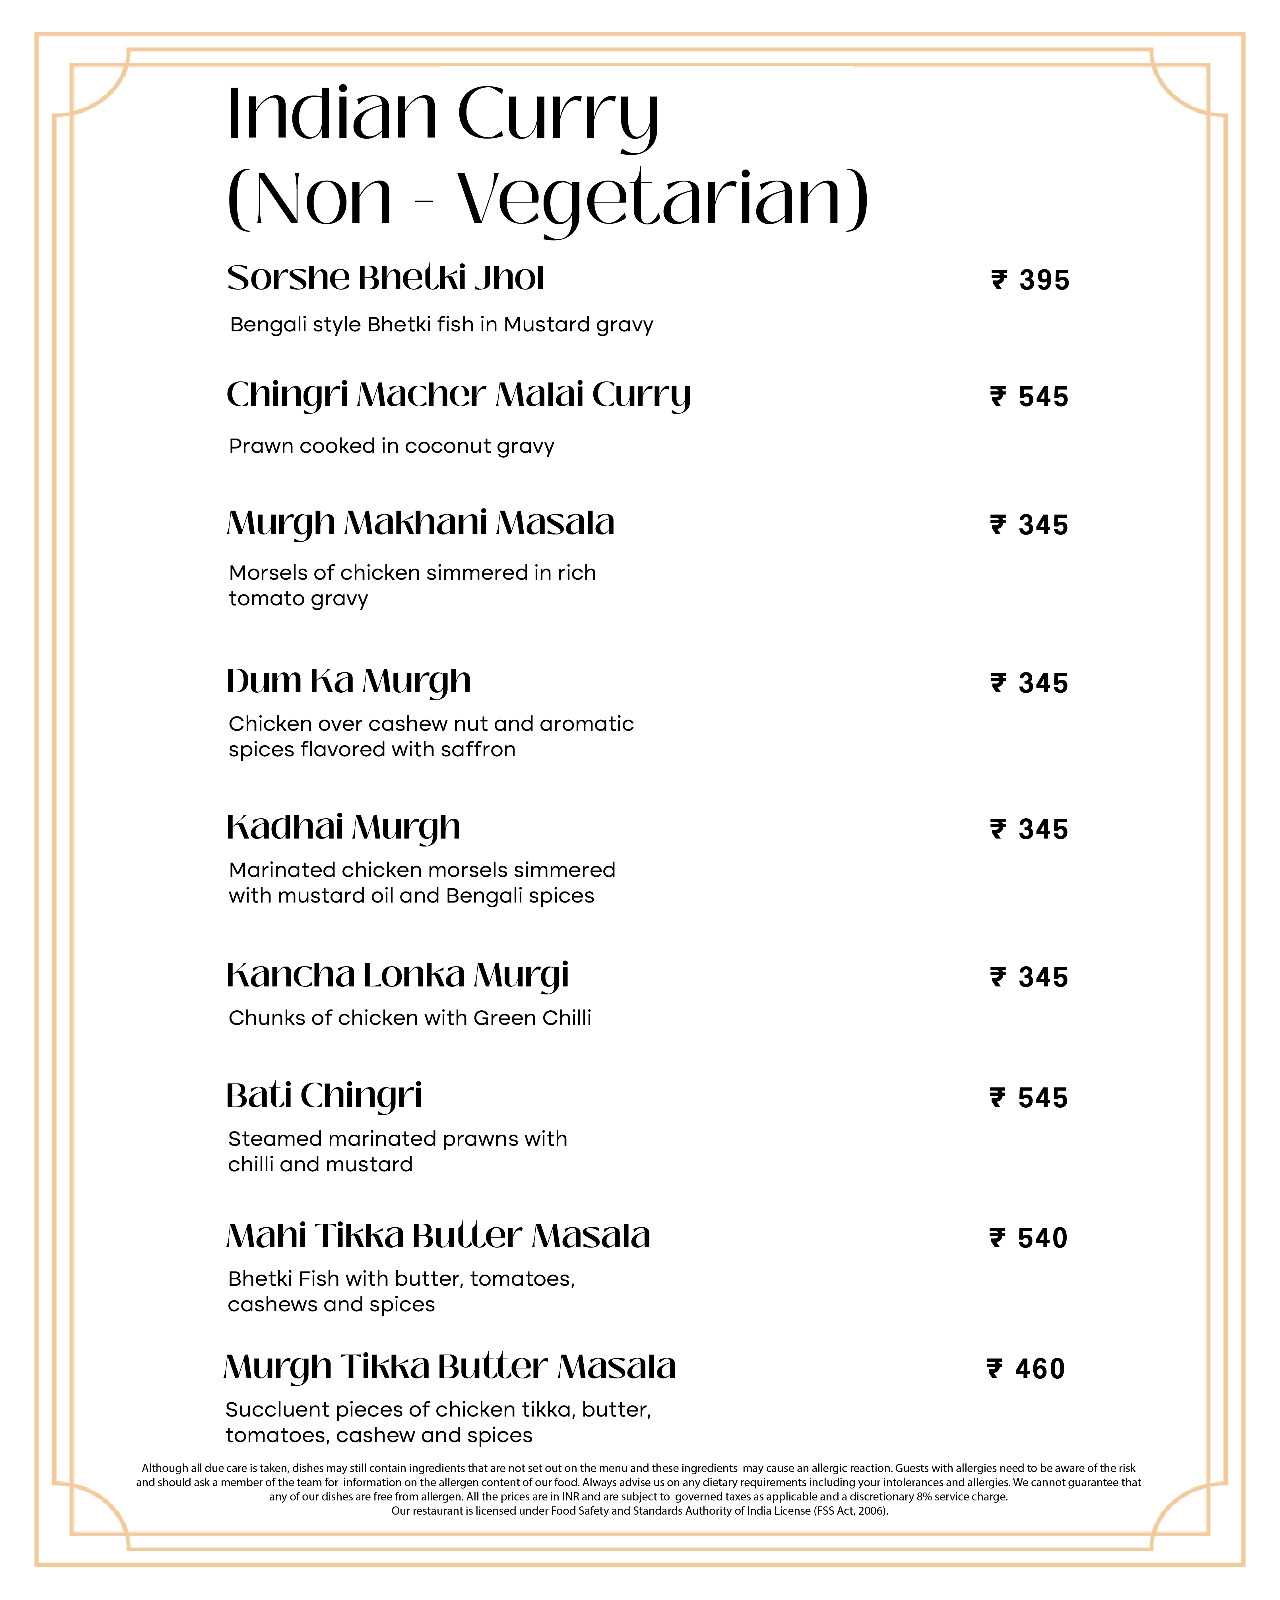 Indian Curry
(Non - Vegetarian)
Sorshe Bhetki Jhol ₹ 395
Bengali style Bhetki fish in Mustard gravy
Chingri Macher Malai Curry ₹ 545
Prawn cooked in coconut gravy
Murgh Makhani Masala ₹ 345
Morsels of chicken simmered in rich
tomato gravy
Dum Ka Murgh ₹ 345
Chicken over cashew nut and aromatic
spices flavored with saffron
Kadhai Murgh ₹ 345
Marinated chicken morsels simmered
with mustard oil and Bengali spices
Kancha Lonka Murgi ₹ 345
Chunks of chicken with Green Chilli
Bati Chingri ₹ 545
Steamed marinated prawns with
chilli and mustard
Mahi Tikka Butter Masala ₹ 540
Bhetki Fish with butter, tomatoes,
cashews and spices
Murgh Tikka Butter Masala ₹ 460
Succluent pieces of chicken tikka, butter,
tomatoes, cashew and spices
Although all due care is taken, dishes may still contain ingredients that are not set out on the menu and these ingredients may cause an allergic reaction. Guests with allergies need to be aware of the risk
and should ask a member of the team for information on the allergen content of our food. Always advise us on any dietary requirements including your intolerances and allergies. We cannot guarantee that
any of our dishes are free from allergen. All the prices are in INR and are subject to governed taxes as applicable and a discretionary 8% service charge.
Our restaurant is licensed under Food Safety and Standards Authority of India License (FSS Act, 2006).